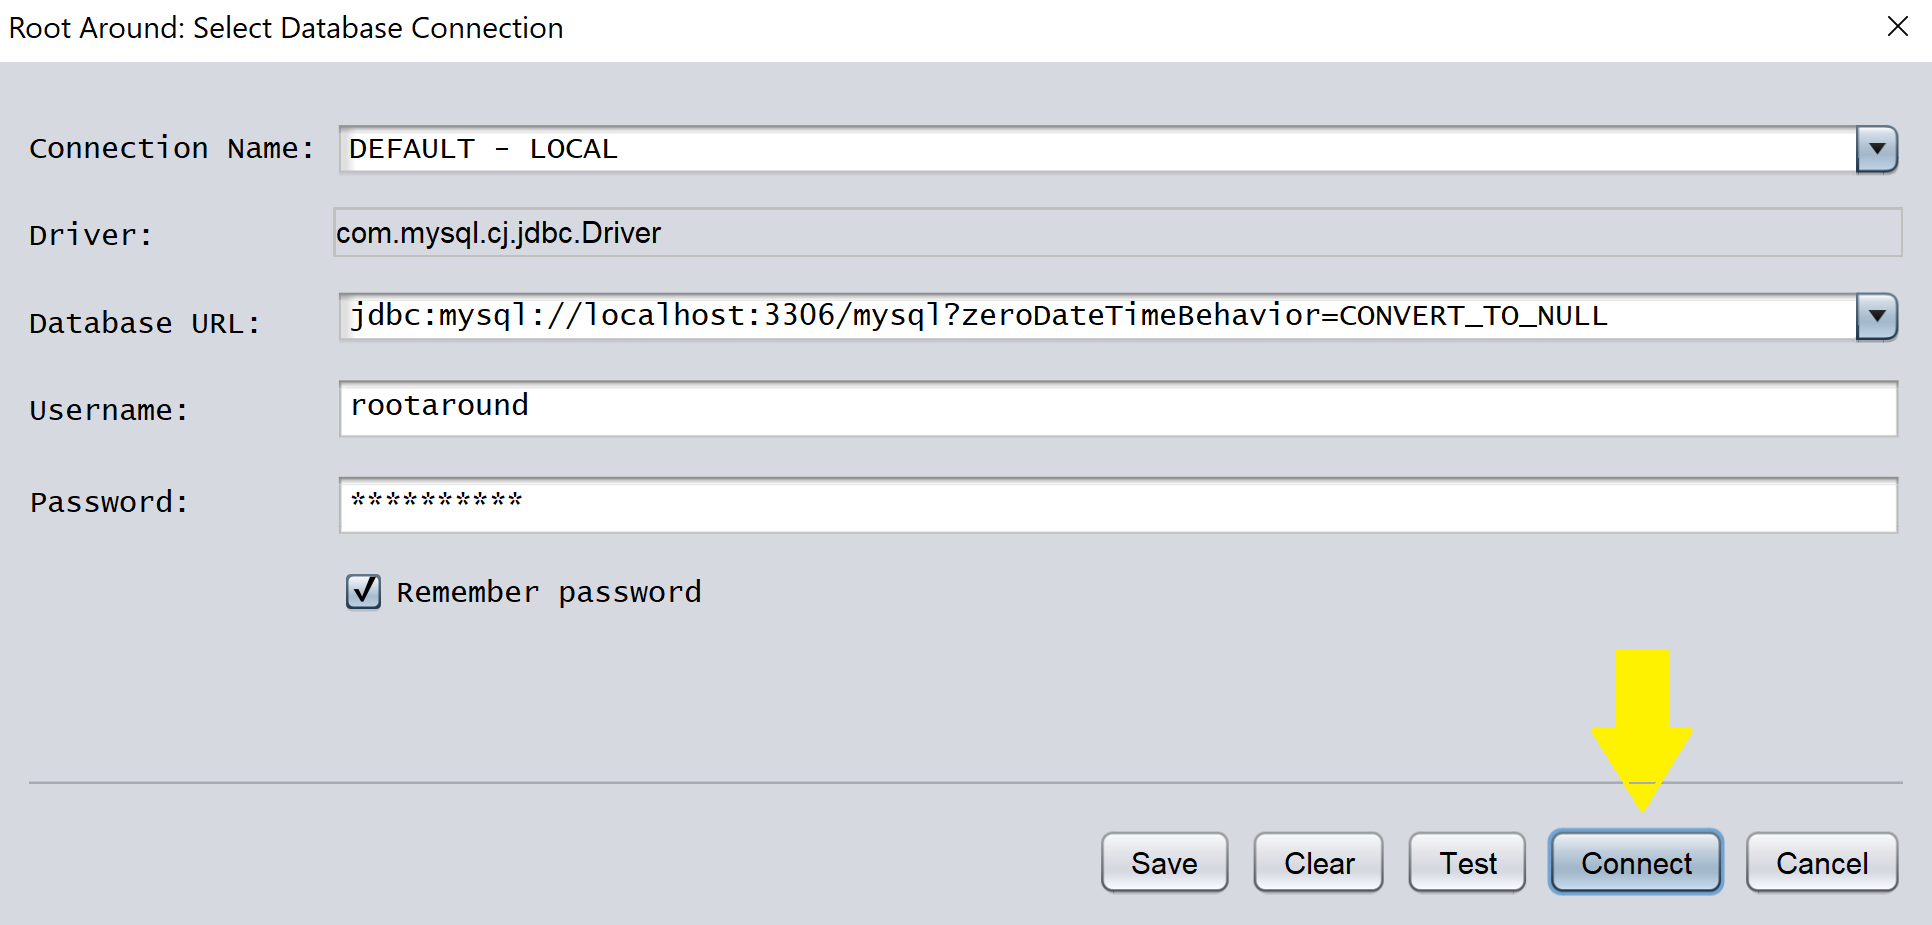 Root Around: Select Database Connection
Connection Name: DEFAULT - LOCAL
Driver: com.mysql.cj.jdbc.Driver
Database URL: jdbc:mysql://localhost:3306/mysql?zeroDateTimeBehavior=CONVERT_TO_NULL
Username: rootaround
Password: **********
Remember password
Save Clear Test Connect Cancel